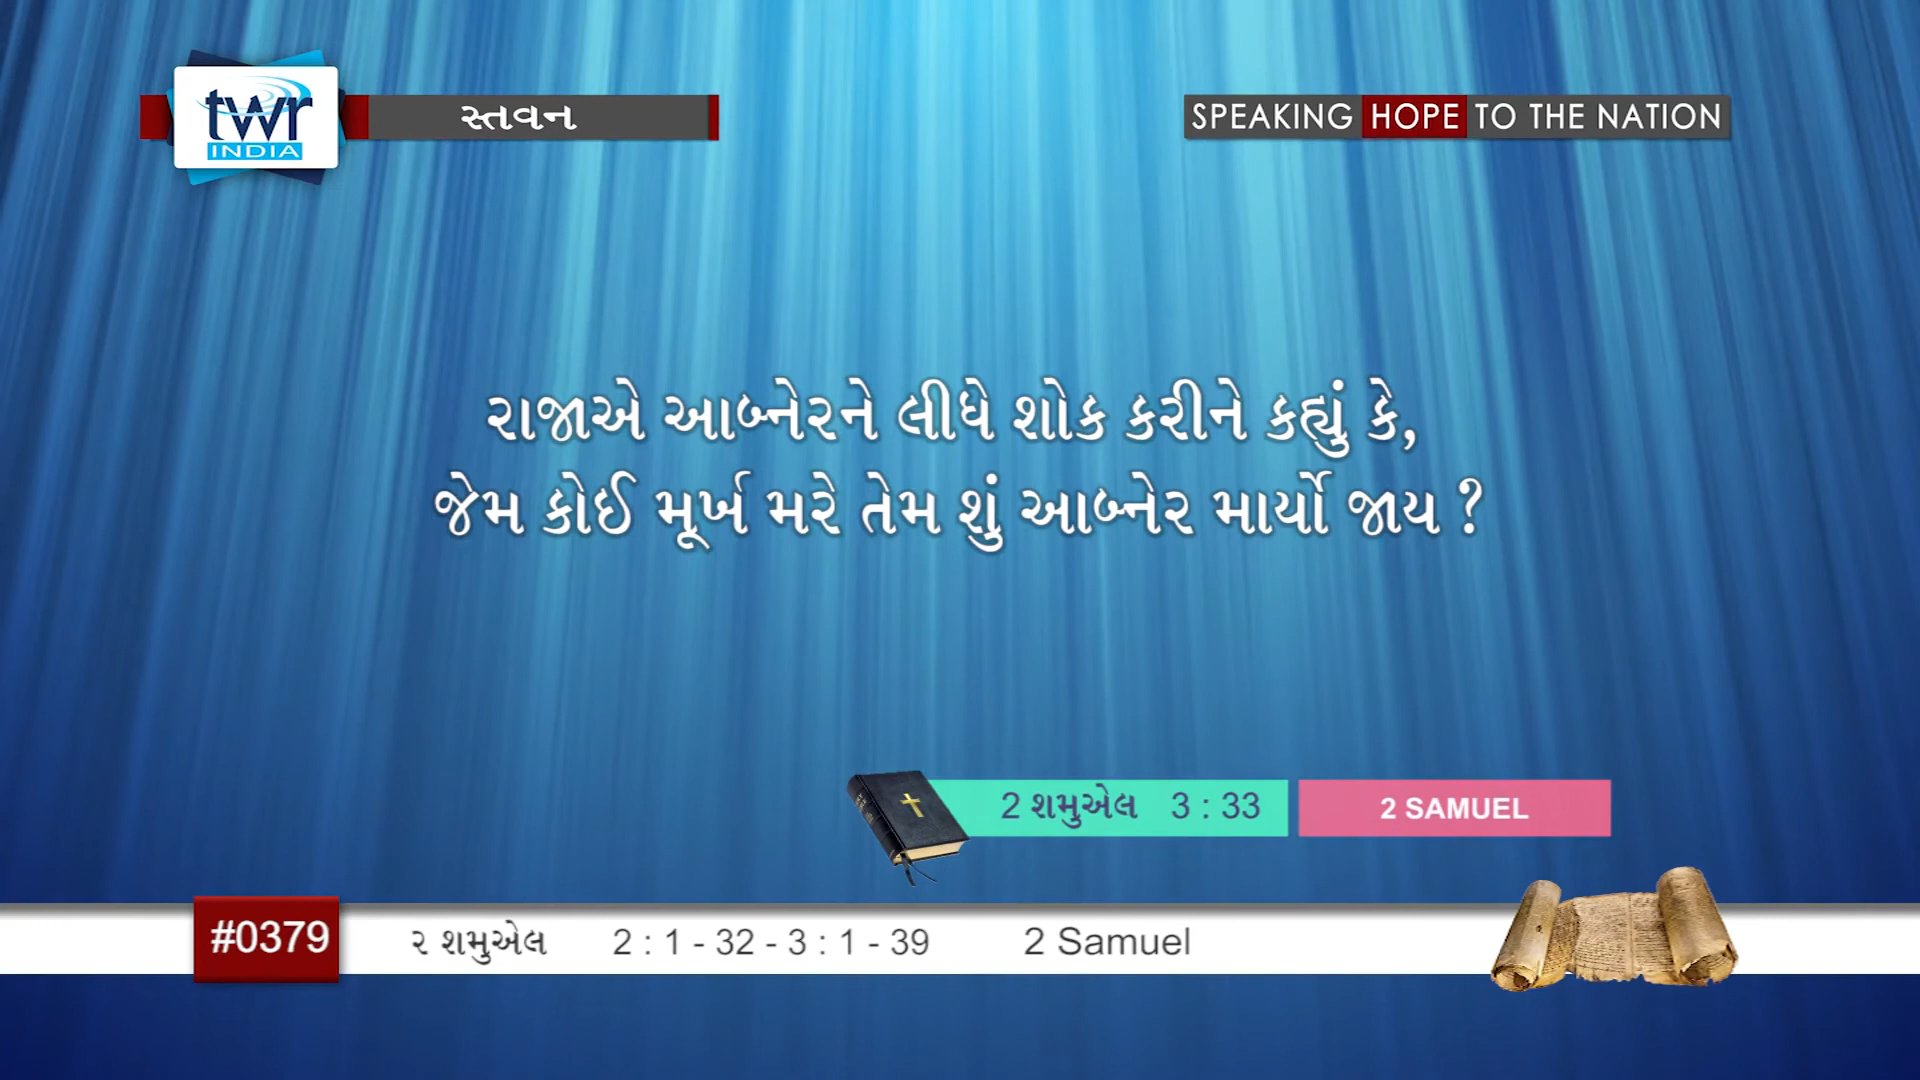 twr
INDIA
સ્તવન
SPEAKING HOPE TO THE NATION
રાજાએ આબ્નેરને લીધે શોક કરીને કહ્યું કે,
જેમ કોઈ મૂર્ખ મરે તેમ શું આબ્નેર માર્યો જાય ?
2 શમુએલ 3 : 33
2 SAMUEL
#0379
૨ શમુએલ 2 : 1 - 32 - 3 : 1 - 39 2 Samuel